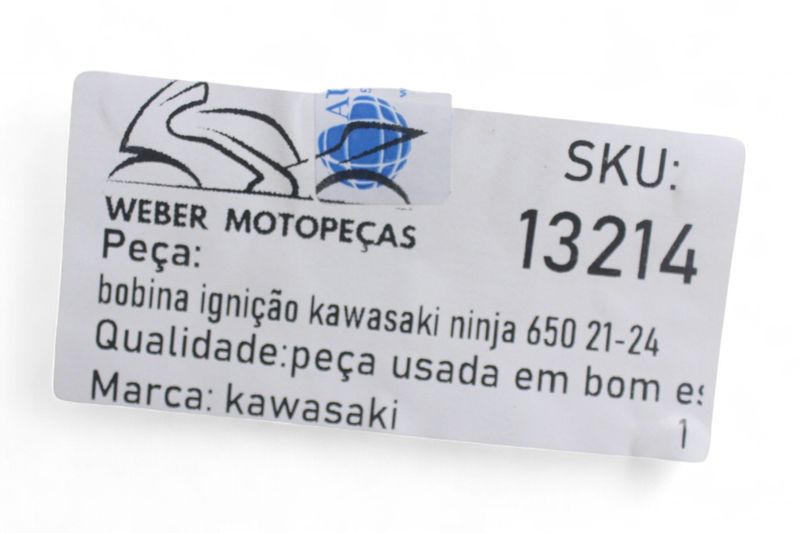 WEBER MOTOPEÇAS
SKU:
13214
Peça:
bobina ignição kawasaki ninja 650 21-24
Qualidade:peça usada em bom es
Marca: kawasaki
1